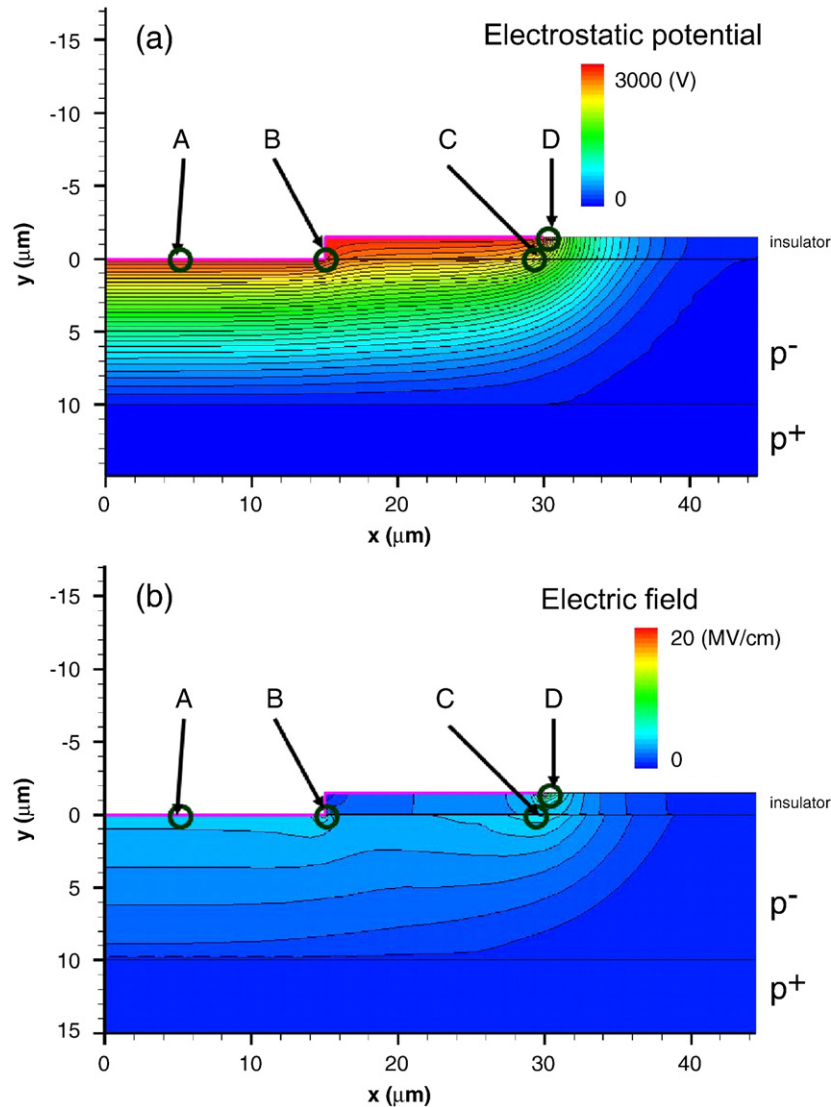 (a)
Electrostatic potential
3000 (V)
0
A
B
C
D
insulator
p-
p+
-15
-10
-5
0
5
10
y (μm)
0
10
20
30
40
x (μm)
(b)
Electric field
20 (MV/cm)
0
A
B
C
D
insulator
p-
p+
-15
-10
-5
0
5
10
15
y (μm)
0
10
20
30
40
x (μm)